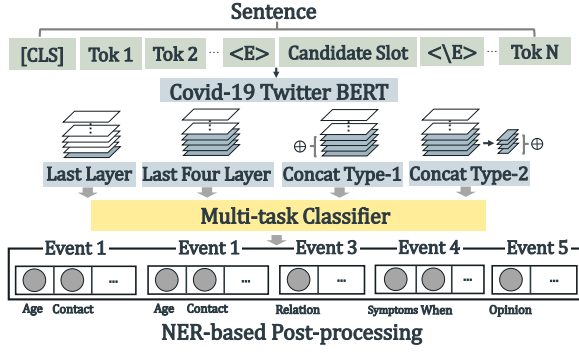 Sentence
[CLS] Tok 1 Tok 2 ... <E> Candidate Slot <\E> ... Tok N
Covid-19 Twitter BERT
Last Layer Last Four Layer Concat Type-1 Concat Type-2
Multi-task Classifier
Event 1 Event 1 Event 3 Event 4 Event 5
... ... ... ... ...
Age Contact Age Contact Relation Symptoms When Opinion
NER-based Post-processing